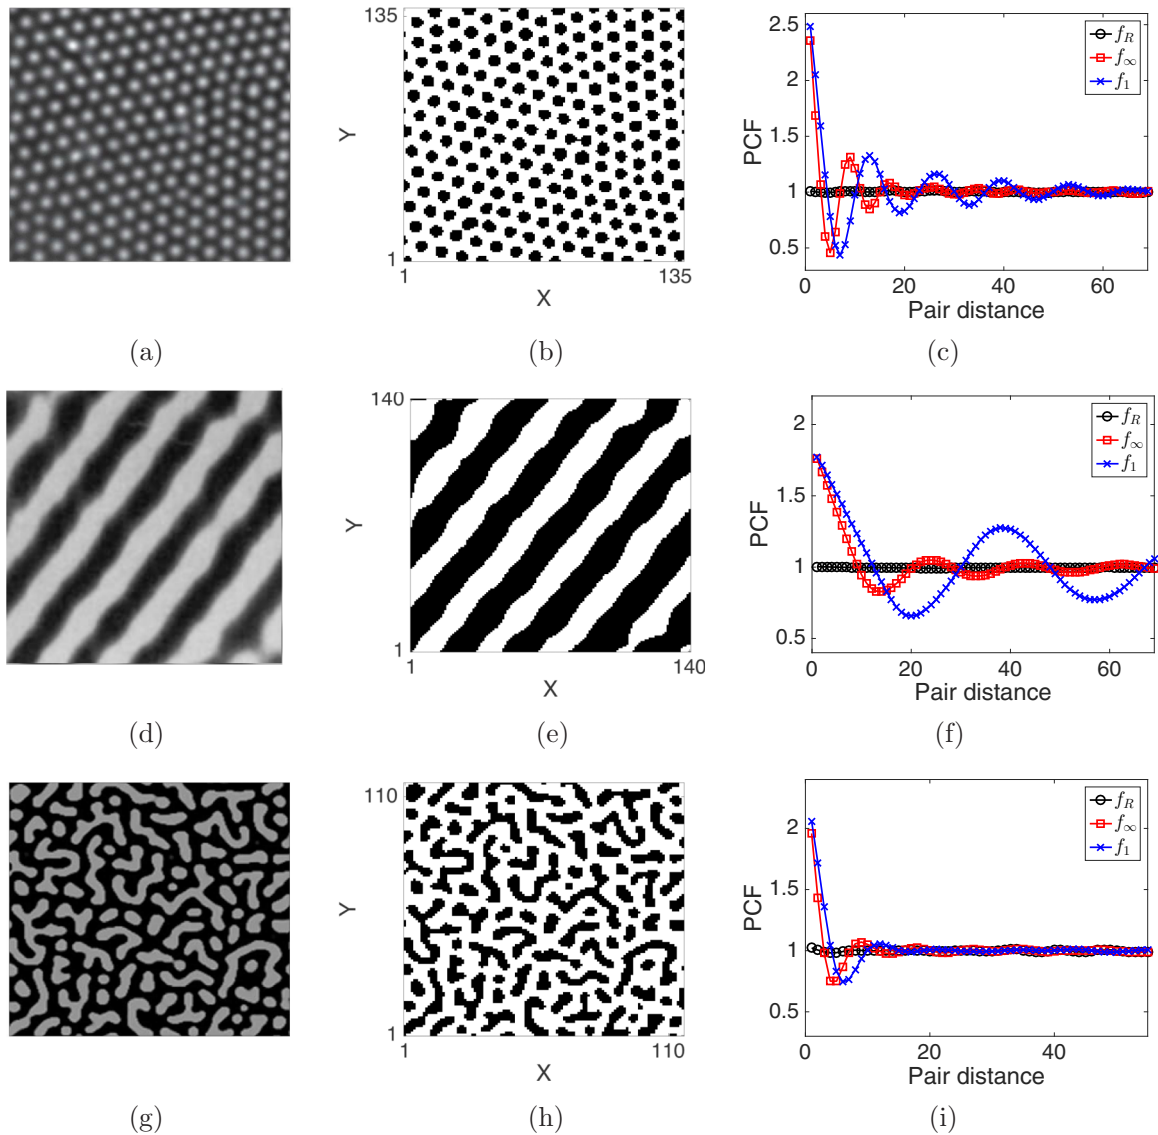 135
Y
1
1
135
X
PCF
2.5
2
1.5
1
0.5
0
20
40
60
Pair distance
f_R
f_∞
f_1
(a)
(b)
(c)
140
Y
1
1
140
X
PCF
2
1.5
1
0.5
0
20
40
60
Pair distance
f_R
f_∞
f_1
(d)
(e)
(f)
110
Y
1
1
110
X
PCF
2
1.5
1
0.5
0
20
40
Pair distance
f_R
f_∞
f_1
(g)
(h)
(i)